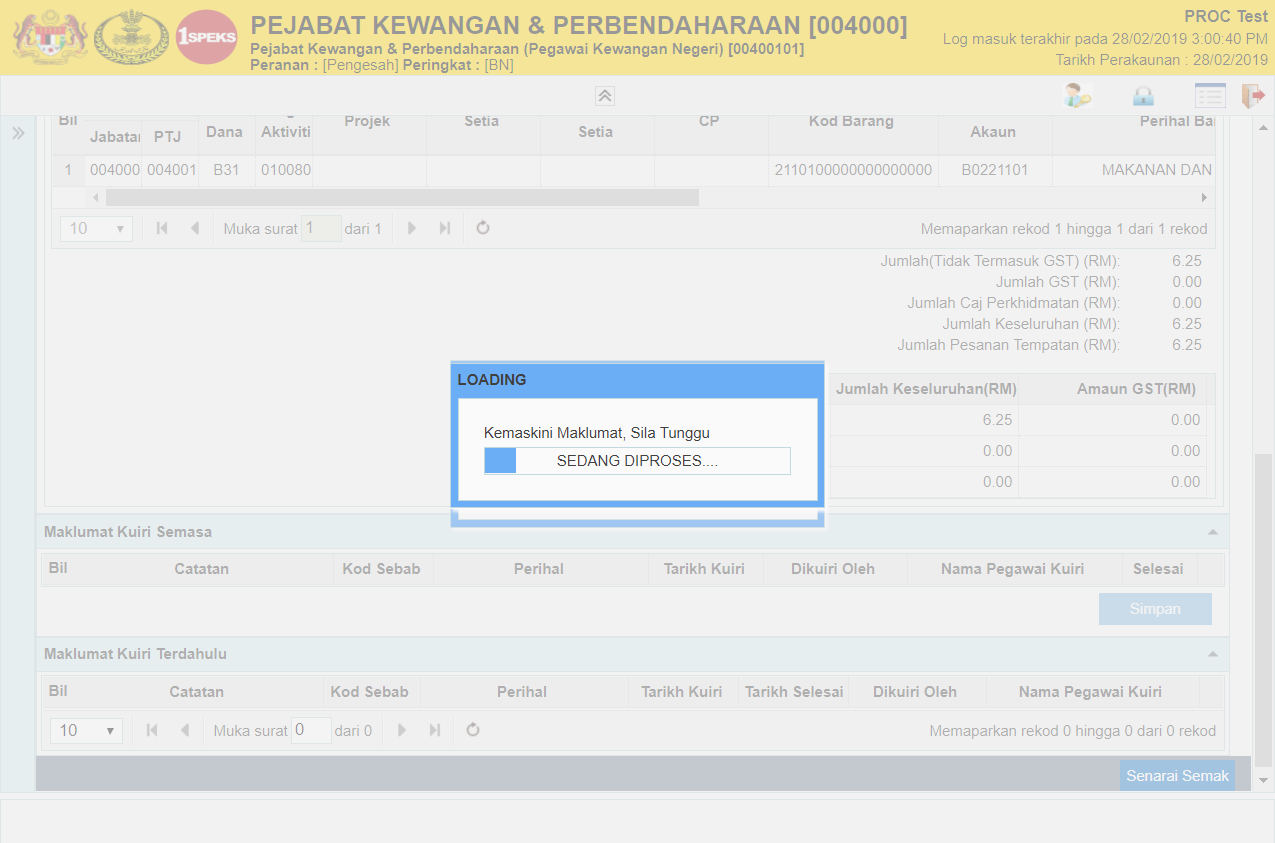 PEJABAT KEWANGAN & PERBENDAHARAAN [004000]
Pejabat Kewangan & Perbendaharaan (Pegawai Kewangan Negeri) [00400101]
Peranan : [Pengesah] Peringkat : [BN]
1SPEKS
PROC Test
Log masuk terakhir pada 28/02/2019 3:00:40 PM
Tarikh Perakaunan : 28/02/2019
Bil Jabatan PTJ Dana Aktiviti Projek Setia Setia CP Kod Barang Akaun Perihal
1 004000 004001 B31 010080 2110100000000000000 B0221101 MAKANAN DAN
10 Muka surat 1 dari 1 Memaparkan rekod 1 hingga 1 dari 1 rekod
Jumlah(Tidak Termasuk GST) (RM): 6.25
Jumlah GST (RM): 0.00
Jumlah Caj Perkhidmatan (RM): 0.00
Jumlah Keseluruhan (RM): 6.25
Jumlah Pesanan Tempatan (RM): 6.25
LOADING
Kemaskini Maklumat, Sila Tunggu
SEDANG DIPROSES....
Jumlah Keseluruhan(RM) Amaun GST(RM)
6.25 0.00
0.00 0.00
0.00 0.00
Maklumat Kuiri Semasa
Bil Catatan Kod Sebab Perihal Tarikh Kuiri Dikuiri Oleh Nama Pegawai Kuiri Selesai
Simpan
Maklumat Kuiri Terdahulu
Bil Catatan Kod Sebab Perihal Tarikh Kuiri Tarikh Selesai Dikuiri Oleh Nama Pegawai Kuiri
10 Muka surat 0 dari 0 Memaparkan rekod 0 hingga 0 dari 0 rekod
Senarai Semak